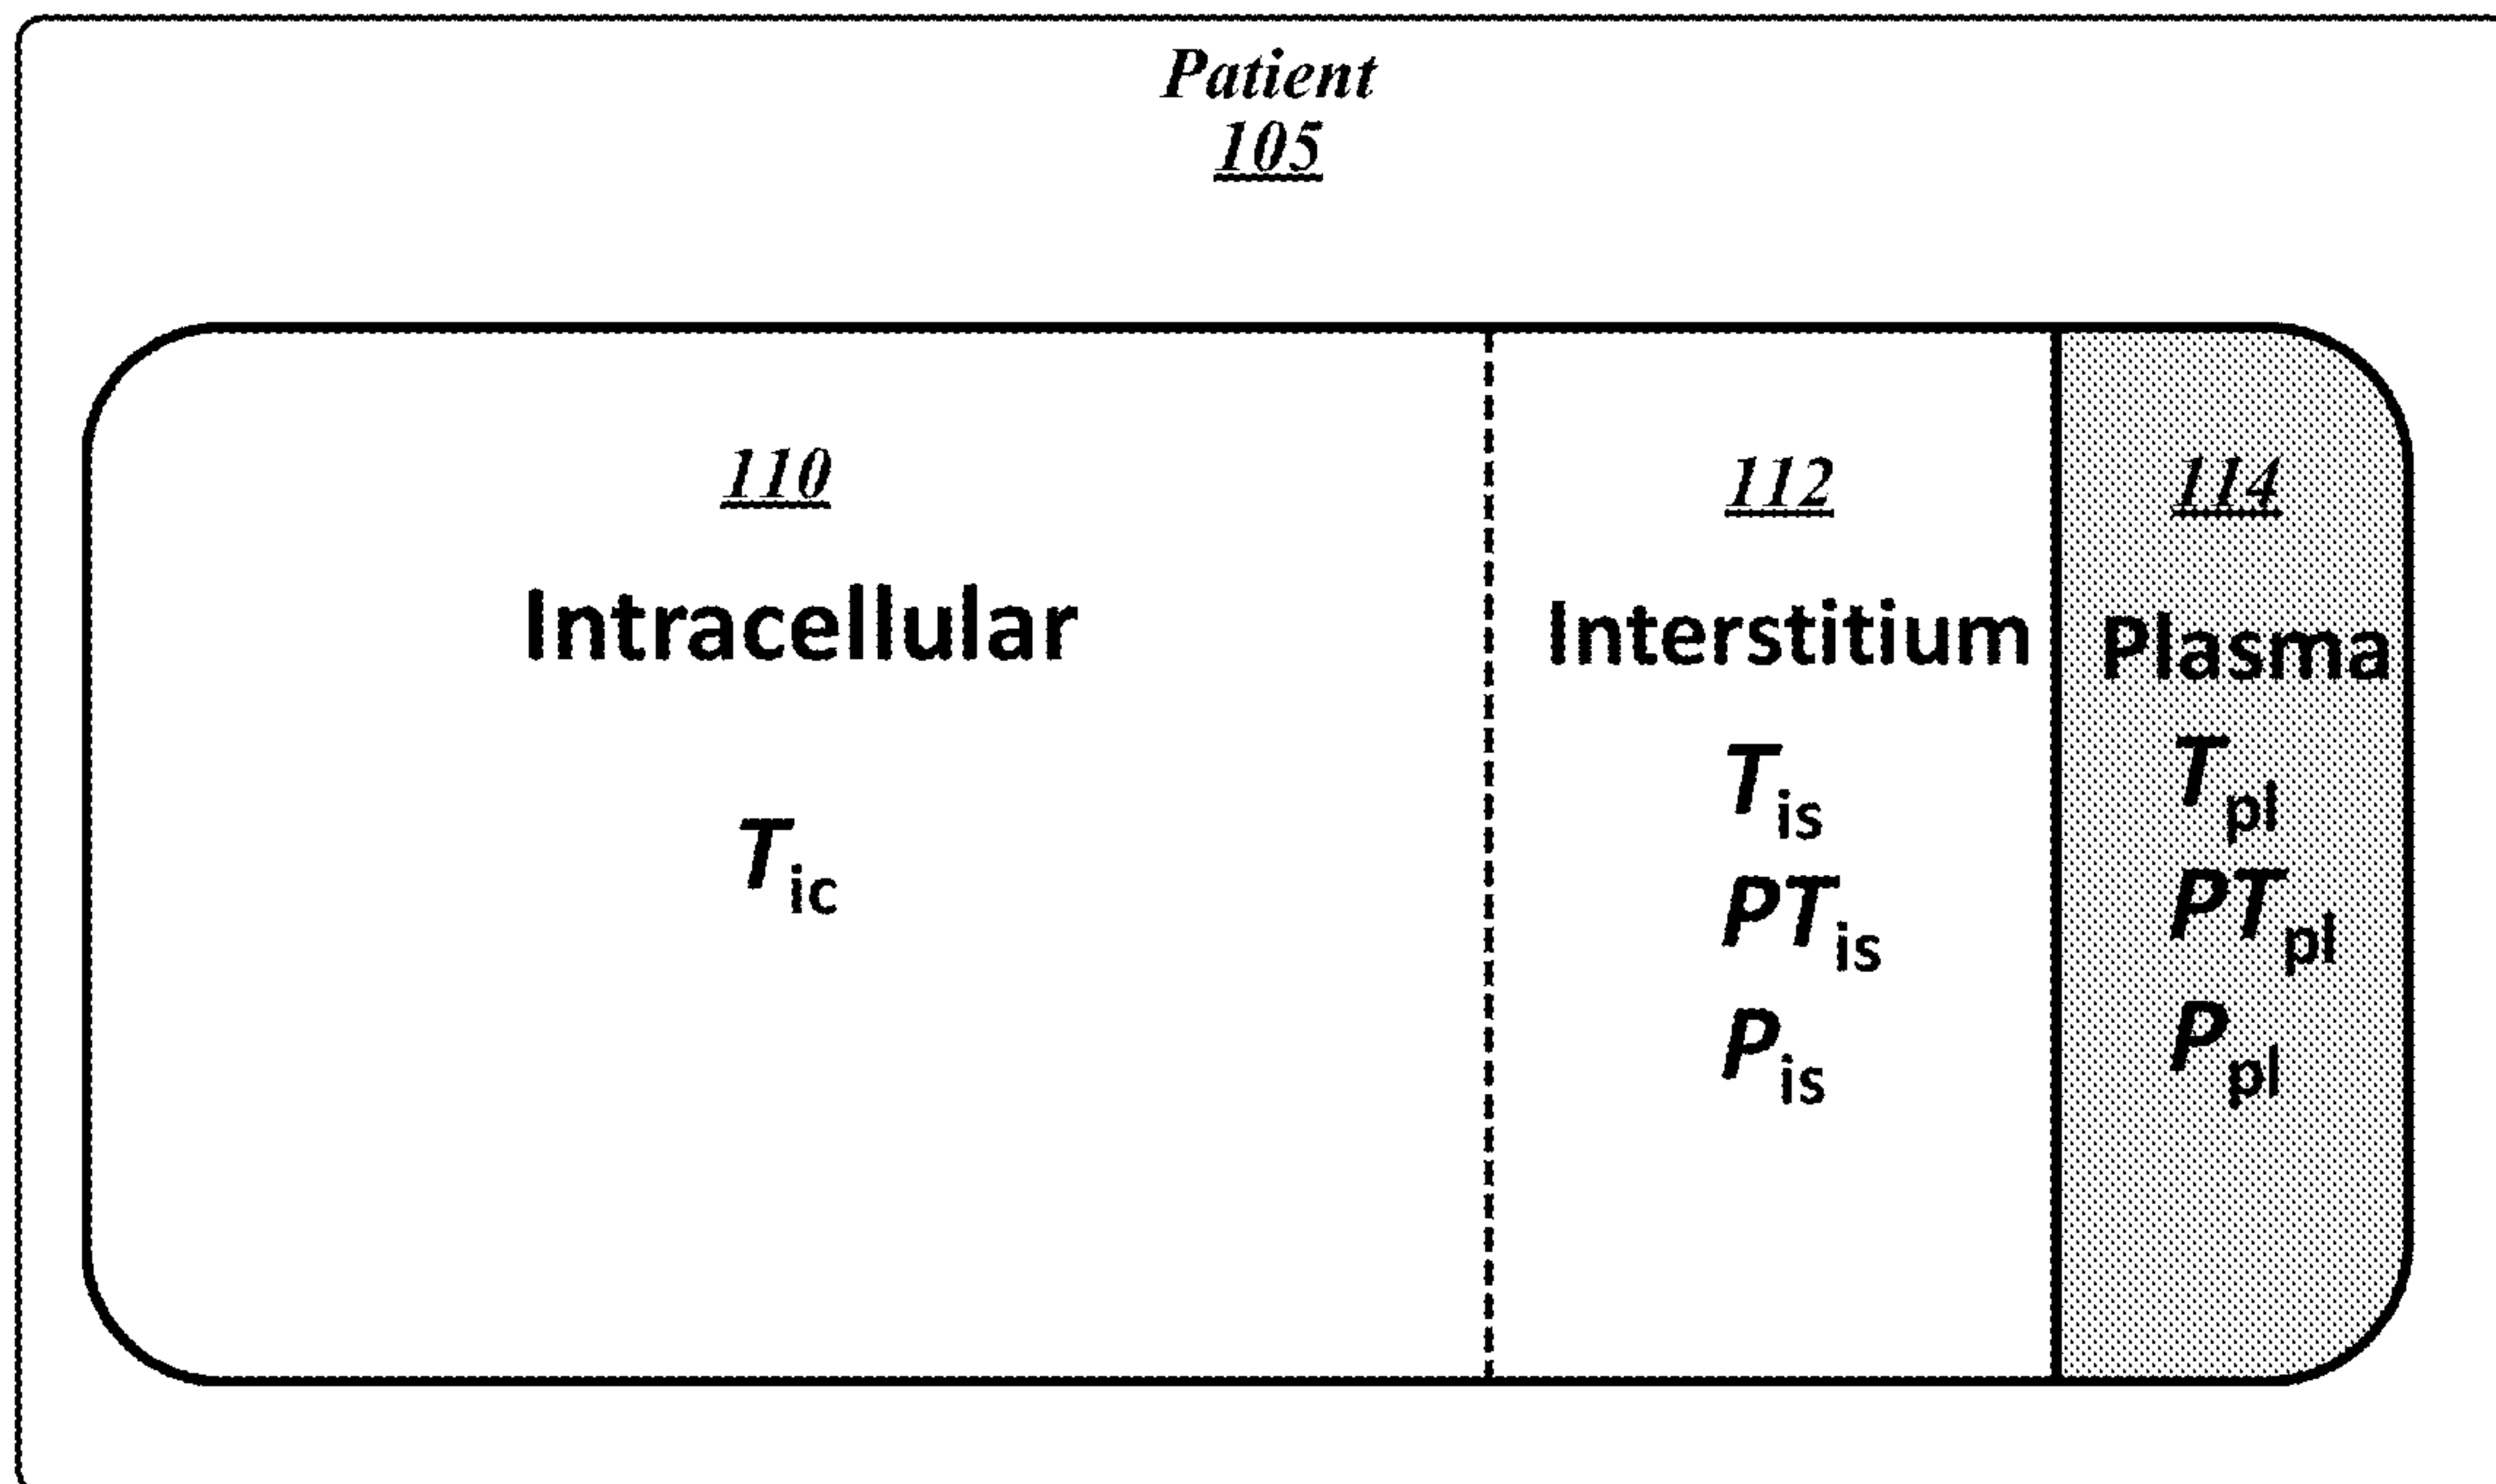 Patient
105
110
Intracellular
T_ic
112
Interstitium
T_is
PT_is
P_is
114
Plasma
T_pl
PT_pl
P_pl